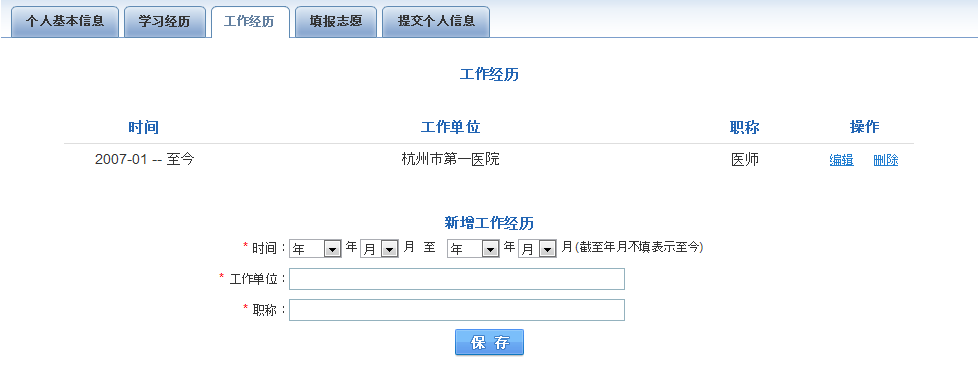 个人基本信息 学习经历 工作经历 填报志愿 提交个人信息
工作经历
时间 工作单位 职称 操作
2007-01 -- 至今 杭州市第一医院 医师 编辑 删除
新增工作经历
* 时间： 年 年 月 月 至 年 年 月 月 (截至年月不填表示至今)
* 工作单位：
* 职称：
保 存